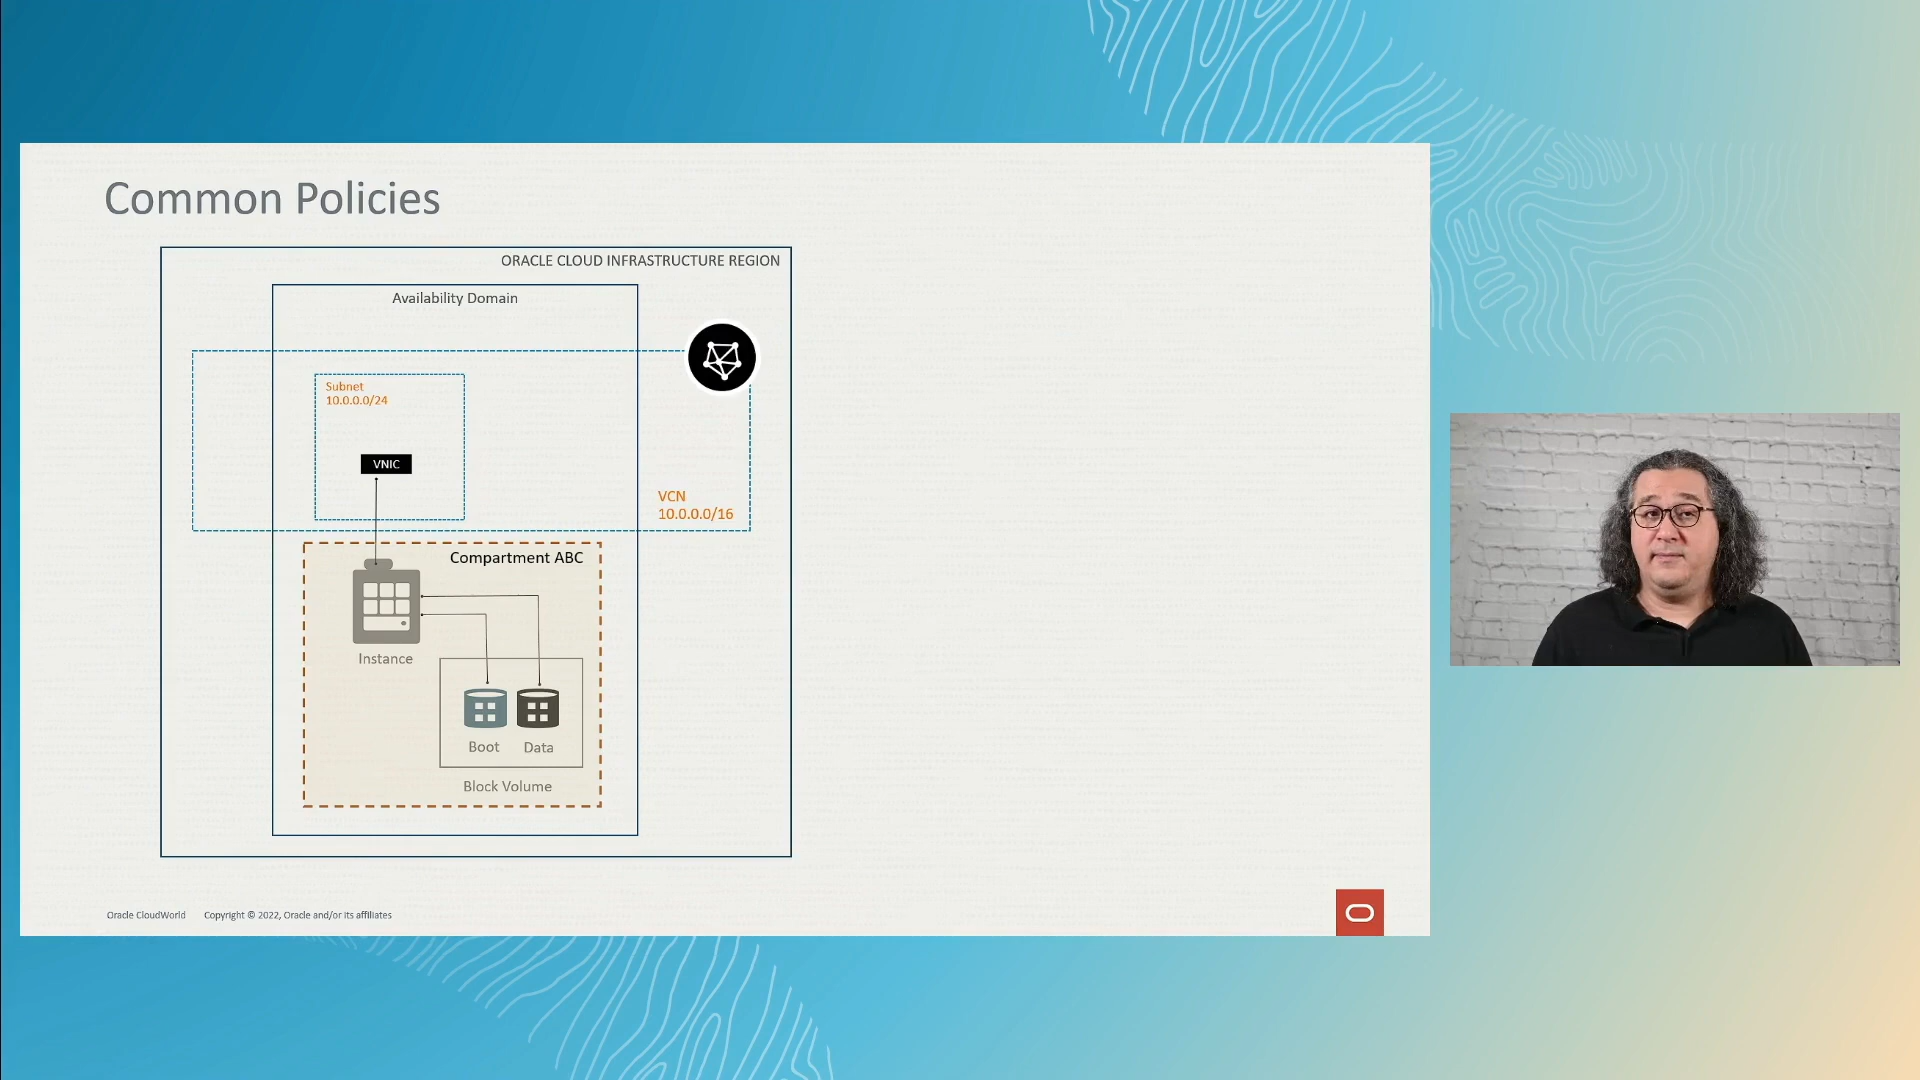 Common Policies
ORACLE CLOUD INFRASTRUCTURE REGION
Availability Domain
Subnet
10.0.0.0/24
VNIC
VCN
10.0.0.0/16
Compartment ABC
Instance
Boot
Data
Block Volume
Oracle CloudWorld
Copyright © 2022, Oracle and/or its affiliates